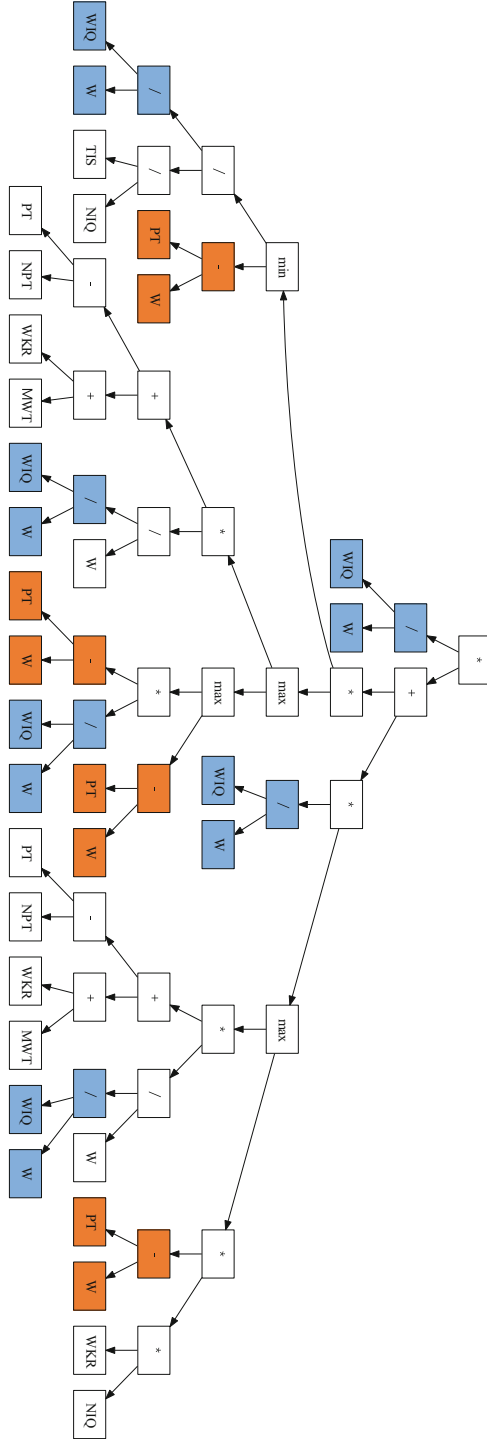 *
/ +
WIQ W * *
min max / max
/ - * max WIQ W * *
/ / PT W + / * - + / - *
WIQ W TIS NIQ - + / W - / PT W - + / W PT W WKR NIQ
PT NPT WKR MWT WIQ W PT W WIQ W PT NPT WKR MWT WIQ W